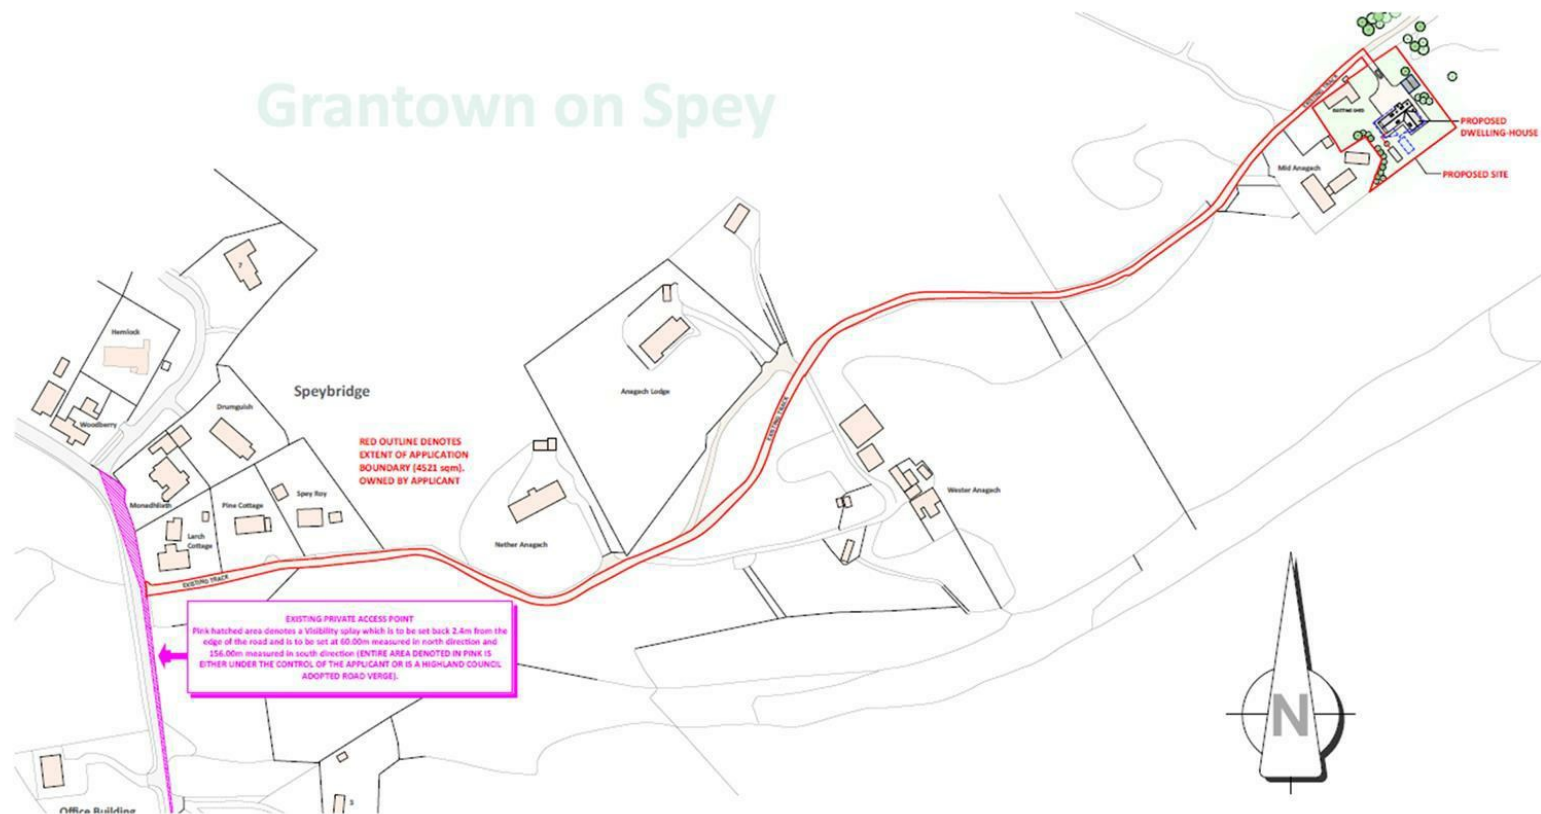 Grantown on Spey
EXISTING TRACK
PROPOSED
DWELLING-HOUSE
Mid Anagach
PROPOSED SITE
7
Hemlock
Speybridge
Anagach Lodge
Drumguish
Woodberry
EXISTING TRACK
RED OUTLINE DENOTES
EXTENT OF APPLICATION
BOUNDARY (4521 sqm).
OWNED BY APPLICANT
Wester Anagach
Spey Roy
Monedhliath
Pine Cottage
Larch
Cottage
Nether Anagach
EXISTING TRACK
EXISTING PRIVATE ACCESS POINT
Pink hatched area denotes a Visibility splay which is to be set back 2.4m from the
edge of the road and is to be set at 60.00m measured in north direction and
156.00m measured in south direction (ENTIRE AREA DENOTED IN PINK IS
EITHER UNDER THE CONTROL OF THE APPLICANT OR IS A HIGHLAND COUNCIL
ADOPTED ROAD VERGE).
N
Office Building